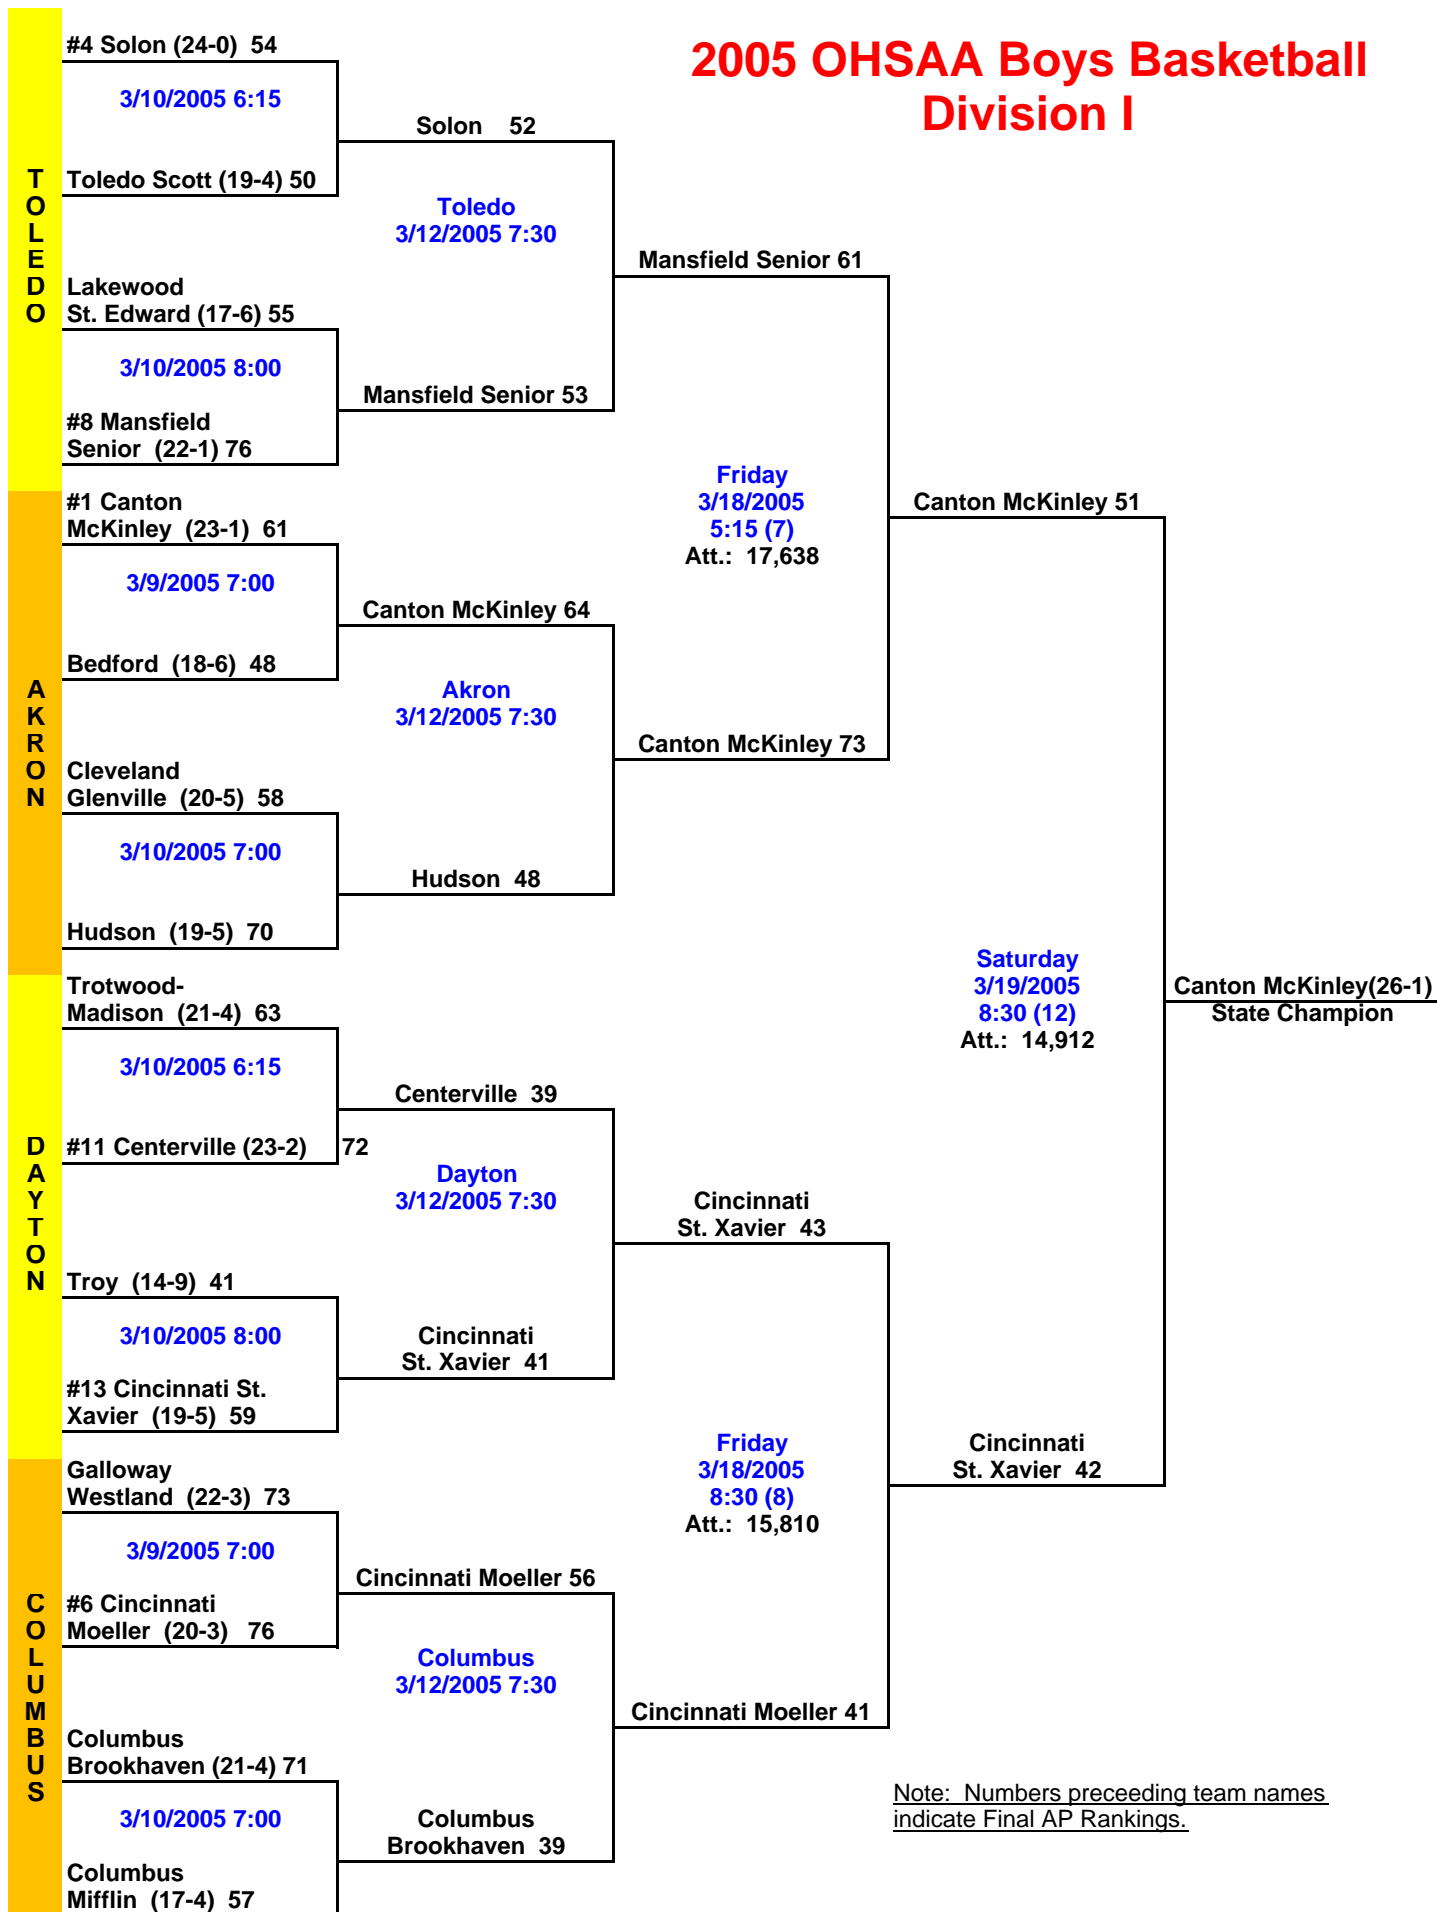 2005 OHSAA Boys Basketball
Division I
TOLEDO
#4 Solon (24-0) 54
3/10/2005 6:15
Toledo Scott (19-4) 50
Lakewood
St. Edward (17-6) 55
3/10/2005 8:00
#8 Mansfield
Senior (22-1) 76
AKRON
#1 Canton
McKinley (23-1) 61
3/9/2005 7:00
Bedford (18-6) 48
Cleveland
Glenville (20-5) 58
3/10/2005 7:00
Hudson (19-5) 70
DAYTON
Trotwood-
Madison (21-4) 63
3/10/2005 6:15
#11 Centerville (23-2) 72
Troy (14-9) 41
3/10/2005 8:00
#13 Cincinnati St.
Xavier (19-5) 59
COLUMBUS
Galloway
Westland (22-3) 73
3/9/2005 7:00
#6 Cincinnati
Moeller (20-3) 76
Columbus
Brookhaven (21-4) 71
3/10/2005 7:00
Columbus
Mifflin (17-4) 57
Solon 52
Toledo
3/12/2005 7:30
Mansfield Senior 53
Canton McKinley 64
Akron
3/12/2005 7:30
Hudson 48
Centerville 39
Dayton
3/12/2005 7:30
Cincinnati
St. Xavier 41
Cincinnati Moeller 56
Columbus
3/12/2005 7:30
Columbus
Brookhaven 39
Mansfield Senior 61
Friday
3/18/2005
5:15 (7)
Att.: 17,638
Canton McKinley 73
Cincinnati
St. Xavier 43
Friday
3/18/2005
8:30 (8)
Att.: 15,810
Cincinnati Moeller 41
Canton McKinley 51
Saturday
3/19/2005
8:30 (12)
Att.: 14,912
Cincinnati
St. Xavier 42
Canton McKinley(26-1)
State Champion
Note: Numbers preceeding team names
indicate Final AP Rankings.